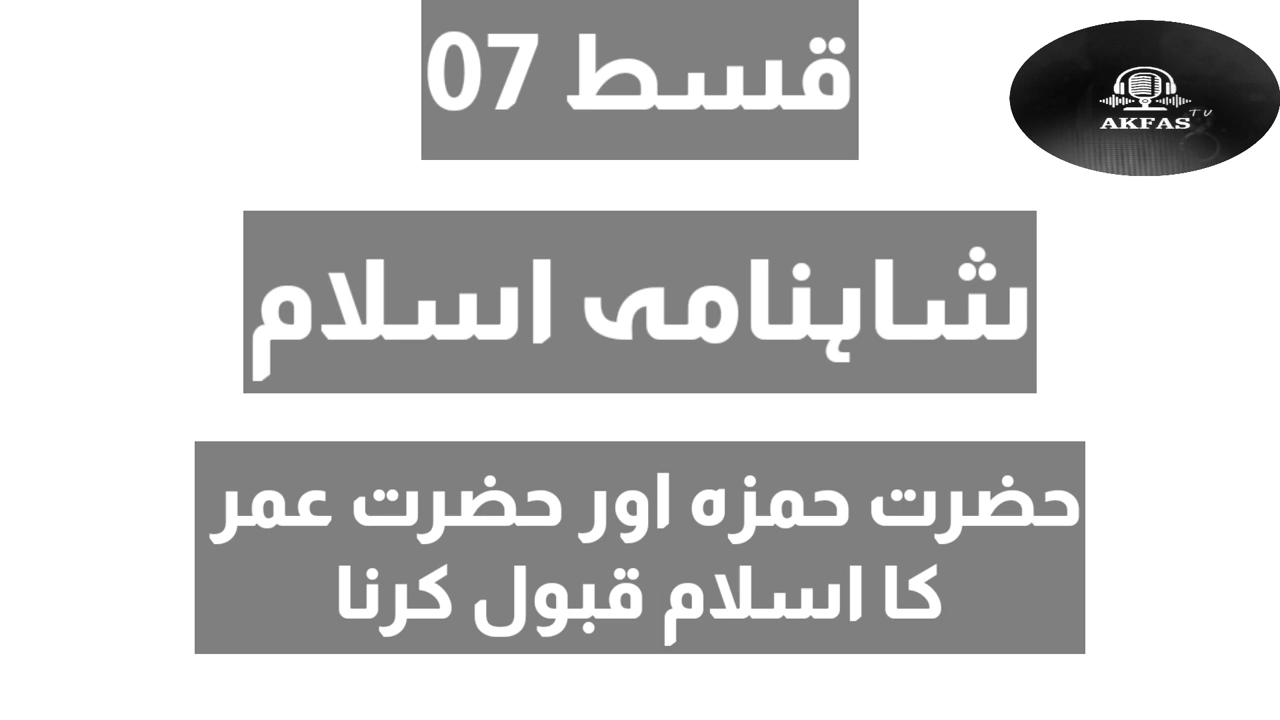 قسط 07
AKFAS TV
شاہنامی اسلام
حضرت حمزہ اور حضرت عمر
کا اسلام قبول کرنا